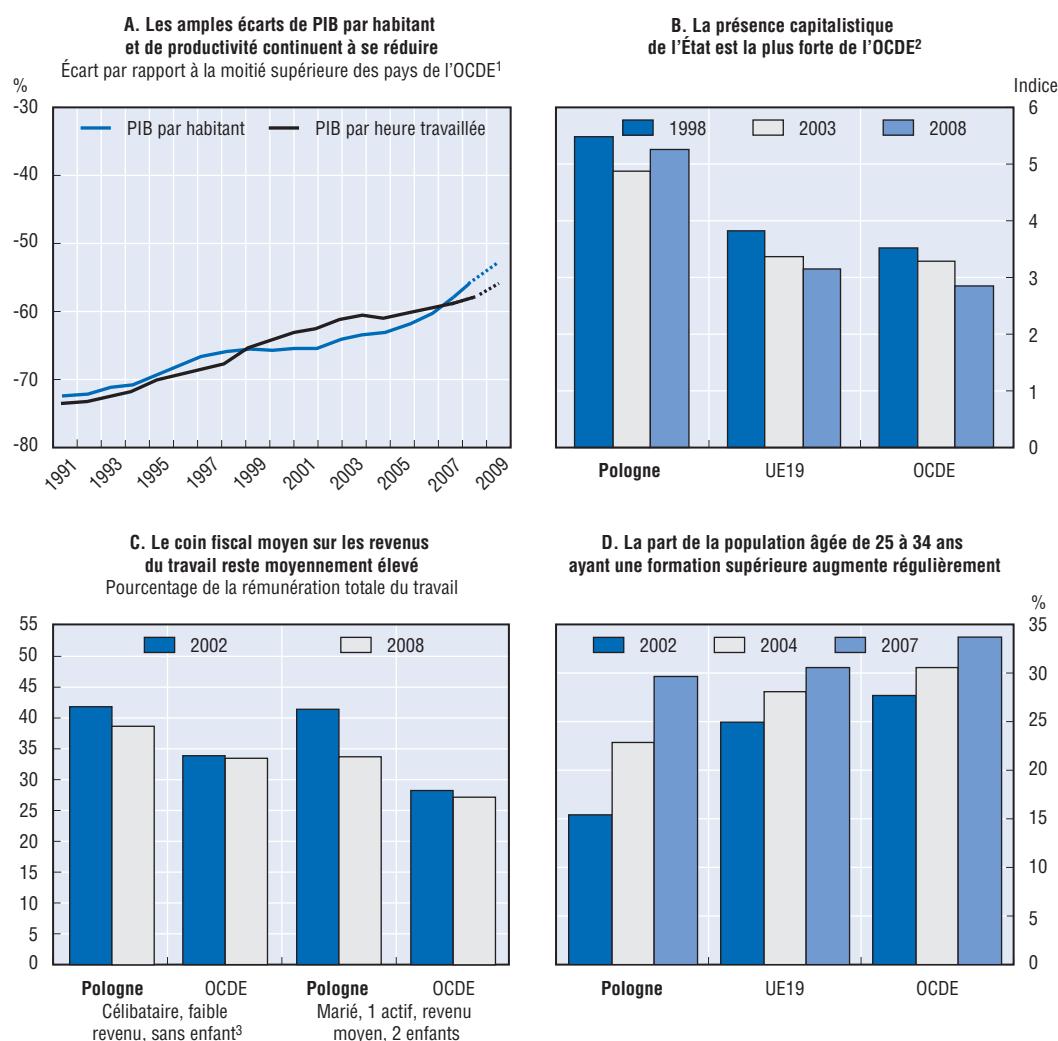 A. Les amples écarts de PIB par habitant
et de productivité continuent à se réduire
Écart par rapport à la moitié supérieure des pays de l’OCDE1
%
-30
-40
-50
-60
-70
-80
PIB par habitant
PIB par heure travaillée
1991
1993
1995
1997
1999
2001
2003
2005
2007
2009
B. La présence capitalistique
de l’État est la plus forte de l’OCDE2
Indice
6
5
4
3
2
1
0
1998
2003
2008
Pologne
UE19
OCDE
C. Le coin fiscal moyen sur les revenus
du travail reste moyennement élevé
Pourcentage de la rémunération totale du travail
55
50
45
40
35
30
25
20
15
10
5
0
2002
2008
Pologne
OCDE
Pologne
OCDE
Célibataire, faible
revenu, sans enfant3
Marié, 1 actif, revenu
moyen, 2 enfants
D. La part de la population âgée de 25 à 34 ans
ayant une formation supérieure augmente régulièrement
%
35
30
25
20
15
10
5
0
2002
2004
2007
Pologne
UE19
OCDE